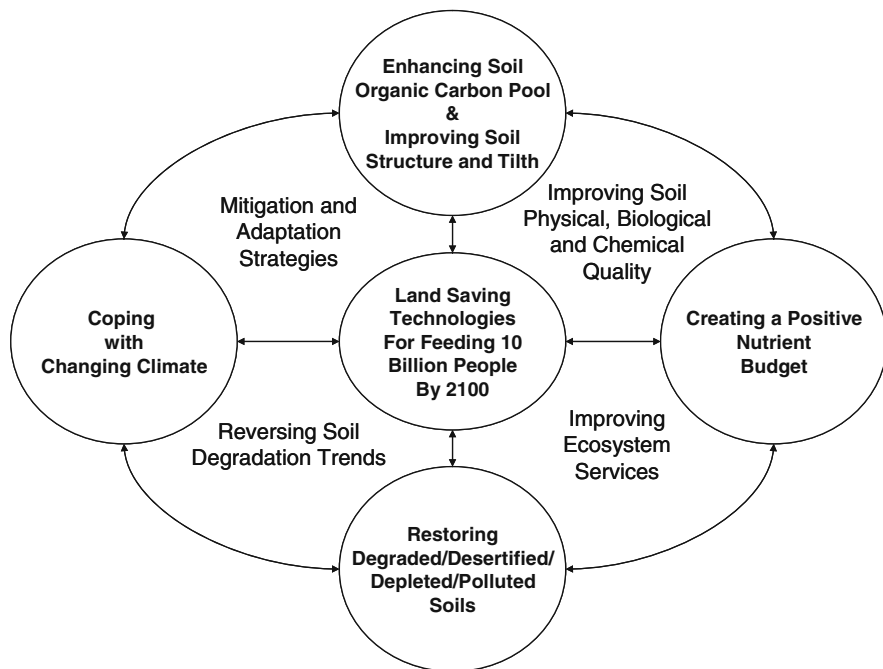 Enhancing Soil
Organic Carbon Pool
&
Improving Soil
Structure and Tilth
Mitigation and
Adaptation
Strategies
Improving Soil
Physical, Biological
and Chemical
Quality
Coping
with
Changing Climate
Land Saving
Technologies
For Feeding 10
Billion People
By 2100
Creating a Positive
Nutrient
Budget
Reversing Soil
Degradation Trends
Improving
Ecosystem
Services
Restoring
Degraded/Desertified/
Depleted/Polluted
Soils